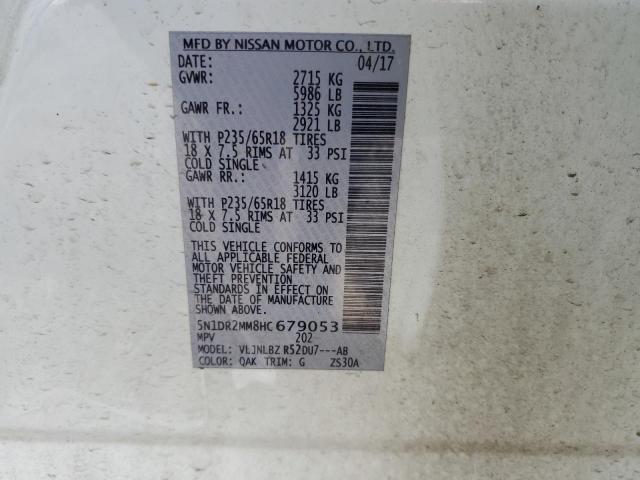 MFD BY NISSAN MOTOR CO., LTD.
DATE: 04/17
GVWR: 2715 KG
5986 LB
GAWR FR.: 1325 KG
2921 LB
WITH P235/65R18 TIRES
18 X 7.5 RIMS AT 33 PSI
COLD SINGLE
GAWR RR.: 1415 KG
3120 LB
WITH P235/65R18 TIRES
18 X 7.5 RIMS AT 33 PSI
COLD SINGLE
THIS VEHICLE CONFORMS TO
ALL APPLICABLE FEDERAL
MOTOR VEHICLE SAFETY AND
THEFT PREVENTION
STANDARDS IN EFFECT ON
THE DATE OF MANUFACTURE
SHOWN ABOVE.
5N1DR2MM8HC679053
MPV 202
MODEL: VLJNLBZ R52DU7---AB
COLOR: QAK TRIM: G ZS30A